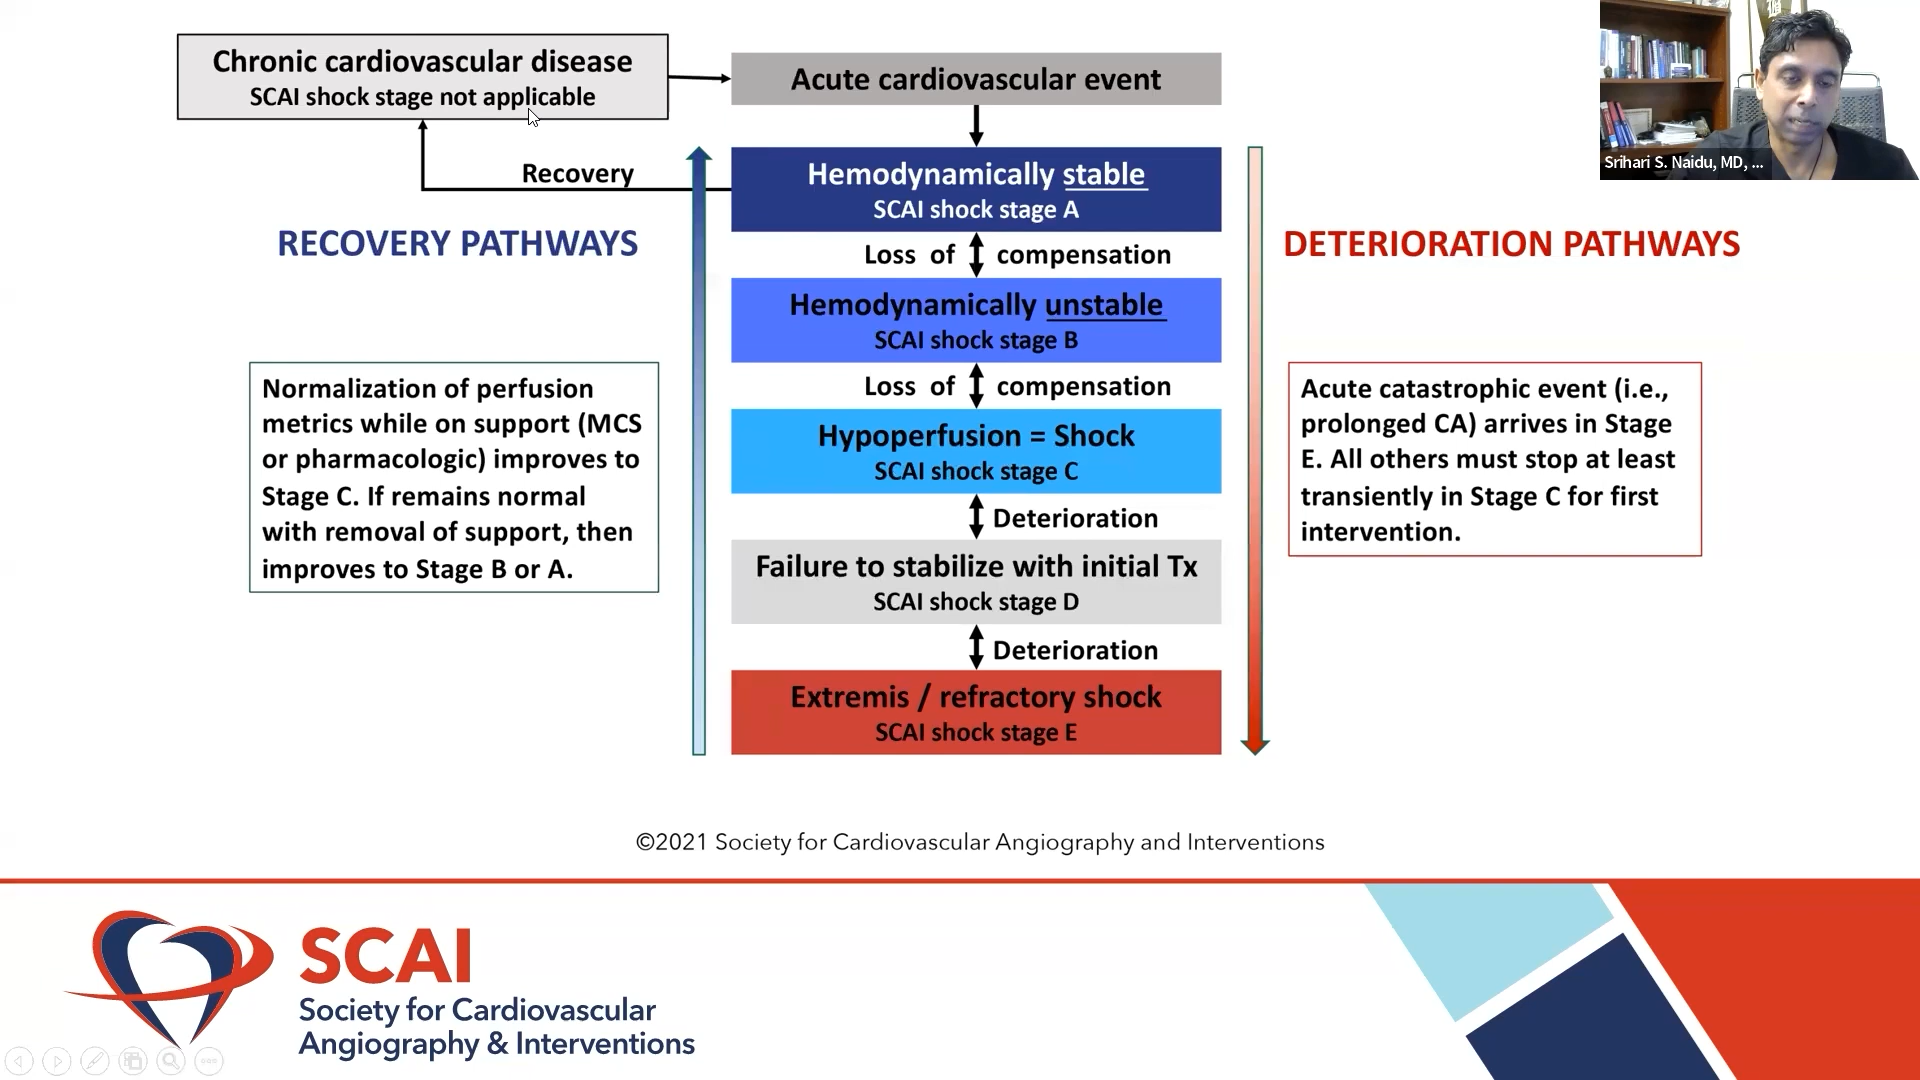 Chronic cardiovascular disease
SCAI shock stage not applicable
Acute cardiovascular event
Srihari S. Naidu, MD, ...
Recovery
Hemodynamically stable
SCAI shock stage A
RECOVERY PATHWAYS
Loss of compensation
DETERIORATION PATHWAYS
Hemodynamically unstable
SCAI shock stage B
Loss of compensation
Normalization of perfusion
metrics while on support (MCS
or pharmacologic) improves to
Stage C. If remains normal
with removal of support, then
improves to Stage B or A.
Hypoperfusion = Shock
SCAI shock stage C
Deterioration
Failure to stabilize with initial Tx
SCAI shock stage D
Deterioration
Extremis / refractory shock
SCAI shock stage E
Acute catastrophic event (i.e.,
prolonged CA) arrives in Stage
E. All others must stop at least
transiently in Stage C for first
intervention.
©2021 Society for Cardiovascular Angiography and Interventions
SCAI
Society for Cardiovascular
Angiography & Interventions